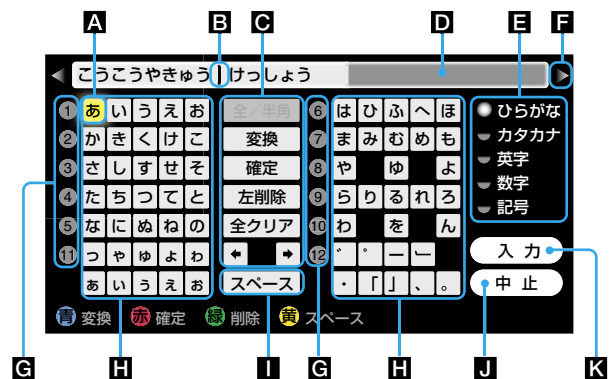 A B C D E F
こうこうやきゅう けっしょう
1 あ い う え お 全／半角 6 は ひ ふ へ ほ ひらがな
2 か き く け こ 変換 7 ま み む め も カタカナ
3 さ し す せ そ 確定 8 や ゆ よ 英字
4 た ち つ て と 左削除 9 ら り る れ ろ 数字
5 な に ぬ ね の 全クリア 10 わ を ん 記号
11 っ ゃ ゅ ょ ゎ ← → 12 ゛ ゜ ー ～ 入力
ぁ ぃ ぅ ぇ ぉ スペース ・ 「 」 、 。 中止
青 変換 赤 確定 緑 削除 黄 スペース
G H I G H J K